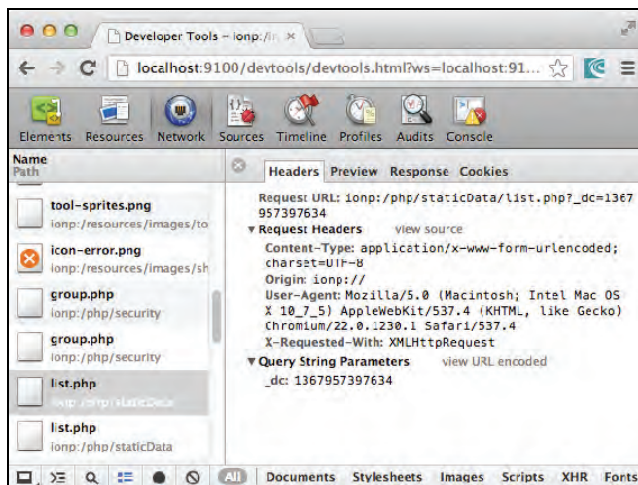 Developer Tools – ionp:/ir
localhost:9100/devtools/devtools.html?ws=localhost:91...
Elements Resources Network Sources Timeline Profiles Audits Console
Name
Path
Headers Preview Response Cookies
tool-sprites.png
ionp:/resources/images/to
icon-error.png
ionp:/resources/images/sh
group.php
ionp:/php/security
group.php
ionp:/php/security
list.php
ionp:/php/staticData
list.php
ionp:/php/staticData
Request URL: ionp:/php/staticData/list.php?_dc=1367
957397634
Request Headers view source
Content-Type: application/x-www-form-urlencoded;
charset=UTF-8
Origin: ionp://
User-Agent: Mozilla/5.0 (Macintosh; Intel Mac OS
X 10_7_5) AppleWebKit/537.4 (KHTML, like Gecko)
Chromium/22.0.1230.1 Safari/537.4
X-Requested-With: XMLHttpRequest
Query String Parameters view URL encoded
_dc: 1367957397634
All Documents Stylesheets Images Scripts XHR Fonts